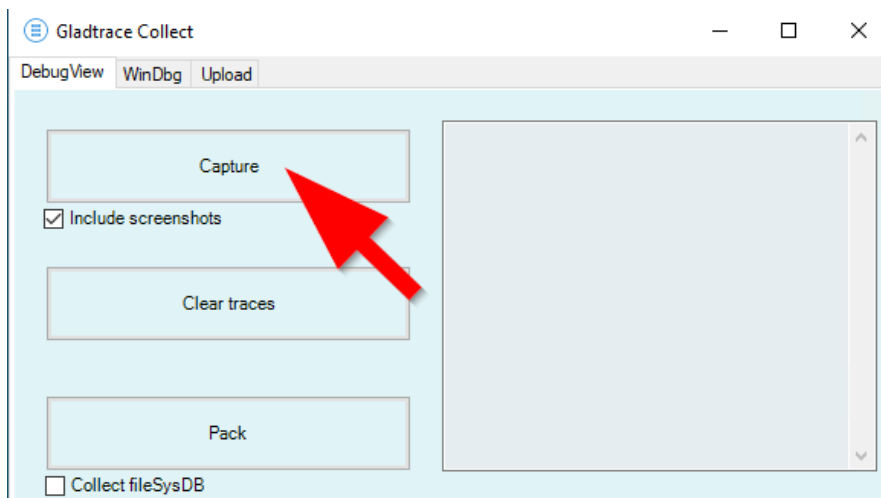 Gladtrace Collect
DebugView WinDbg Upload
Capture
Include screenshots
Clear traces
Pack
Collect fileSysDB